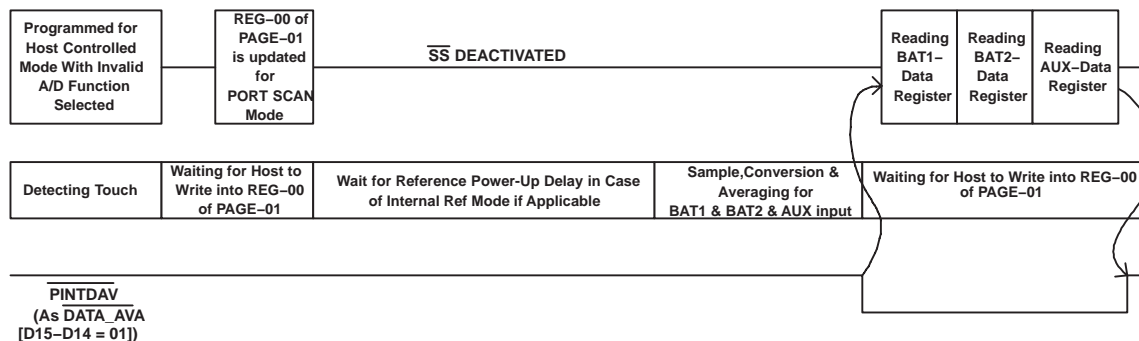 Programmed for
Host Controlled
Mode With Invalid
A/D Function
Selected
REG−00 of
PAGE−01
is updated
for
PORT SCAN
Mode
SS DEACTIVATED
Reading
BAT1−
Data
Register
Reading
BAT2−
Data
Register
Reading
AUX−Data
Register
Detecting Touch
Waiting for Host to
Write into REG−00
of PAGE−01
Wait for Reference Power-Up Delay in Case
of Internal Ref Mode if Applicable
Sample,Conversion &
Averaging for
BAT1 & BAT2 & AUX input
Waiting for Host to Write into REG−00
of PAGE−01
PINTDAV
(As DATA_AVA
[D15−D14 = 01])